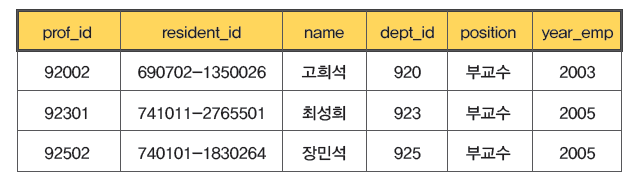 prof_id resident_id name dept_id position year_emp
92002 690702-1350026 고희석 920 부교수 2003
92301 741011-2765501 최성희 923 부교수 2005
92502 740101-1830264 장민석 925 부교수 2005